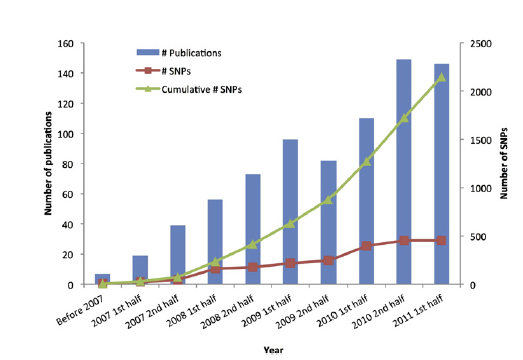 # Publications
# SNPs
Cumulative # SNPs
Number of publications
160
140
120
100
80
60
40
20
0
Number of SNPs
2500
2000
1500
1000
500
0
Before 2007
2007 1st half
2007 2nd half
2008 1st half
2008 2nd half
2009 1st half
2009 2nd half
2010 1st half
2010 2nd half
2011 1st half
Year